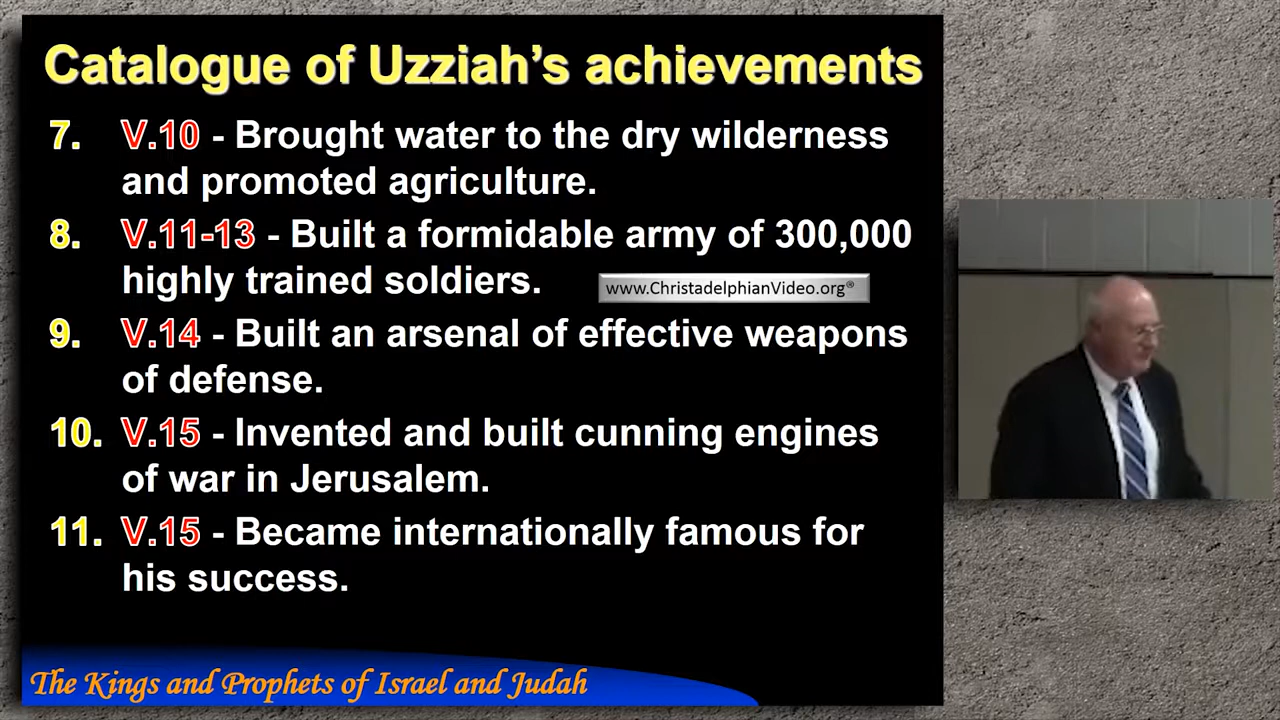 Catalogue of Uzziah's achievements
7. V.10 - Brought water to the dry wilderness
and promoted agriculture.
8. V.11-13 - Built a formidable army of 300,000
highly trained soldiers.
www.ChristadelphianVideo.org®
9. V.14 - Built an arsenal of effective weapons
of defense.
10. V.15 - Invented and built cunning engines
of war in Jerusalem.
11. V.15 - Became internationally famous for
his success.
The Kings and Prophets of Israel and Judah